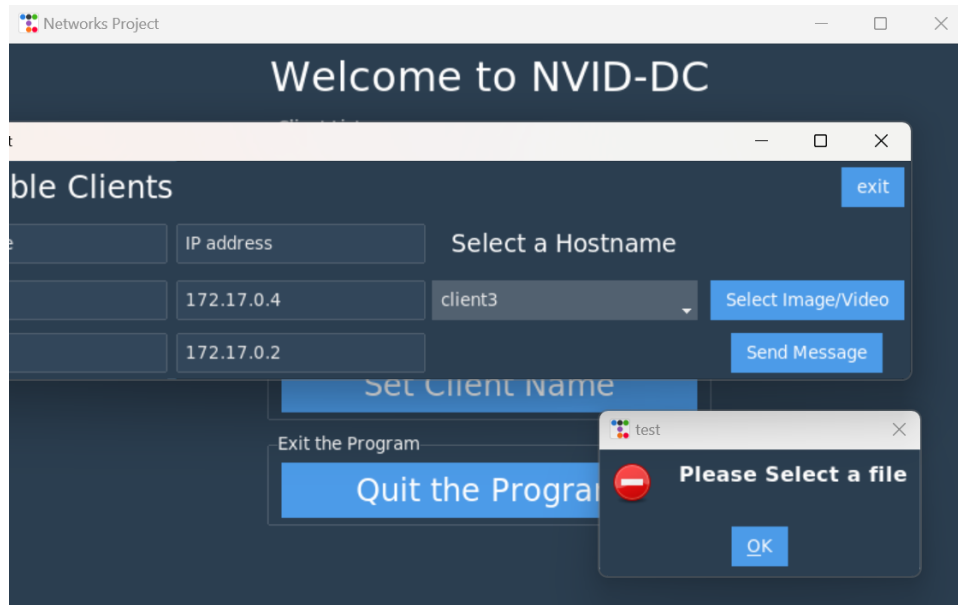 Networks Project
Welcome to NVID-DC
ble Clients
exit
IP address
Select a Hostname
172.17.0.4
client3
Select Image/Video
172.17.0.2
Send Message
Set Client Name
test
Exit the Program
Please Select a file
Quit the Program
OK